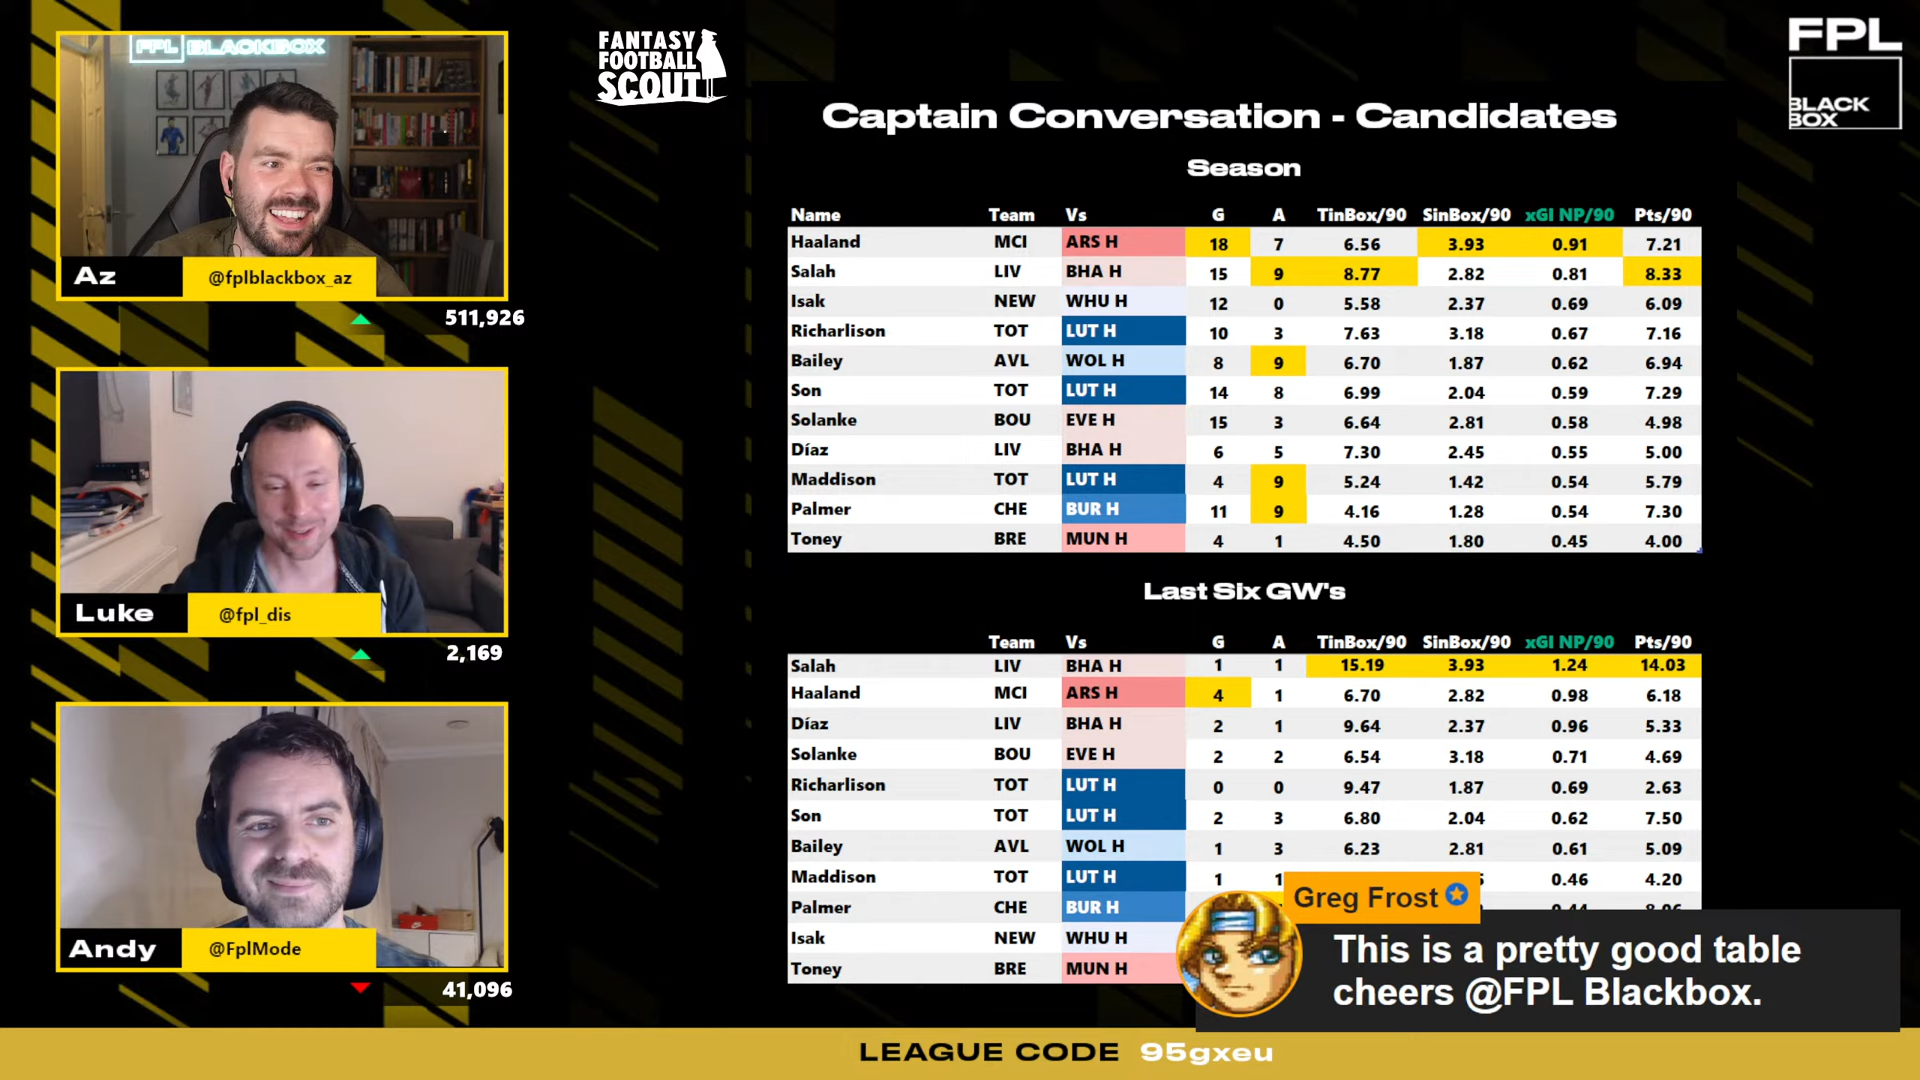 FPL BLACKBOX
Az @fplblackbox_az
511,926
Luke @fpl_dis
2,169
Andy @FplMode
41,096
FANTASY
FOOTBALL
SCOUT
FPL
BLACK
BOX
Captain Conversation - Candidates
Season
Name Team Vs G A TinBox/90 SinBox/90 xGI NP/90 Pts/90
Haaland MCI ARS H 18 7 6.56 3.93 0.91 7.21
Salah LIV BHA H 15 9 8.77 2.82 0.81 8.33
Isak NEW WHU H 12 0 5.58 2.37 0.69 6.09
Richarlison TOT LUT H 10 3 7.63 3.18 0.67 7.16
Bailey AVL WOL H 8 9 6.70 1.87 0.62 6.94
Son TOT LUT H 14 8 6.99 2.04 0.59 7.29
Solanke BOU EVE H 15 3 6.64 2.81 0.58 4.98
Díaz LIV BHA H 6 5 7.30 2.45 0.55 5.00
Maddison TOT LUT H 4 9 5.24 1.42 0.54 5.79
Palmer CHE BUR H 11 9 4.16 1.28 0.54 7.30
Toney BRE MUN H 4 1 4.50 1.80 0.45 4.00
Last Six GW's
Team Vs G A TinBox/90 SinBox/90 xGI NP/90 Pts/90
Salah LIV BHA H 1 1 15.19 3.93 1.24 14.03
Haaland MCI ARS H 4 1 6.70 2.82 0.98 6.18
Díaz LIV BHA H 2 1 9.64 2.37 0.96 5.33
Solanke BOU EVE H 2 2 6.54 3.18 0.71 4.69
Richarlison TOT LUT H 0 0 9.47 1.87 0.69 2.63
Son TOT LUT H 2 3 6.80 2.04 0.62 7.50
Bailey AVL WOL H 1 3 6.23 2.81 0.61 5.09
Maddison TOT LUT H 1 1 0.46 4.20
Palmer CHE BUR H
Isak NEW WHU H
Toney BRE MUN H
Greg Frost
This is a pretty good table
cheers @FPL Blackbox.
LEAGUE CODE 95gxeu